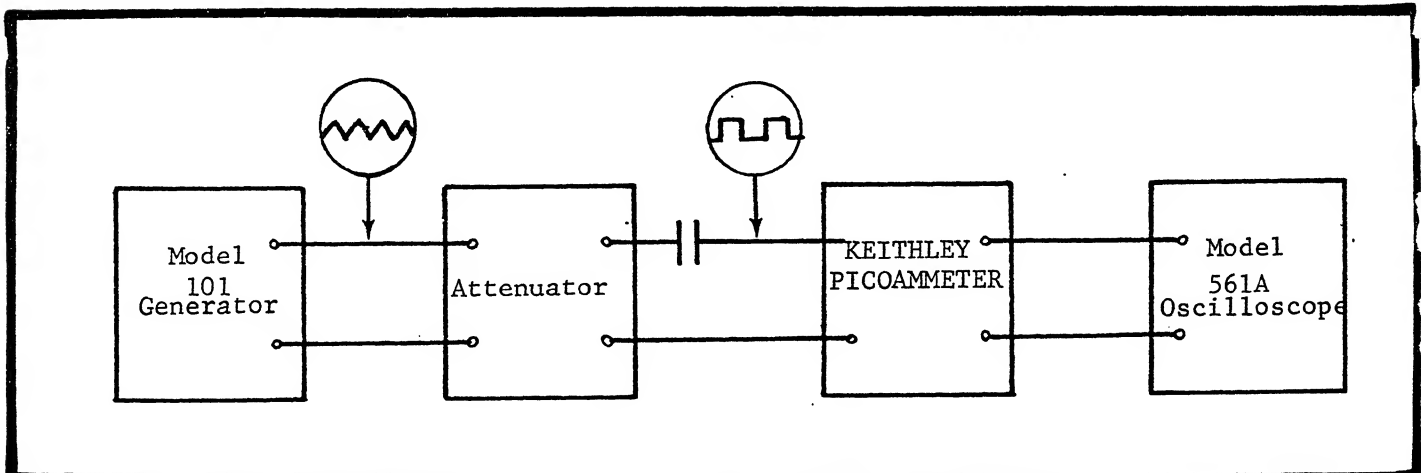 Model
101
Generator
Attenuator
KEITHLEY
PICOAMMETER
Model
561A
Oscilloscope